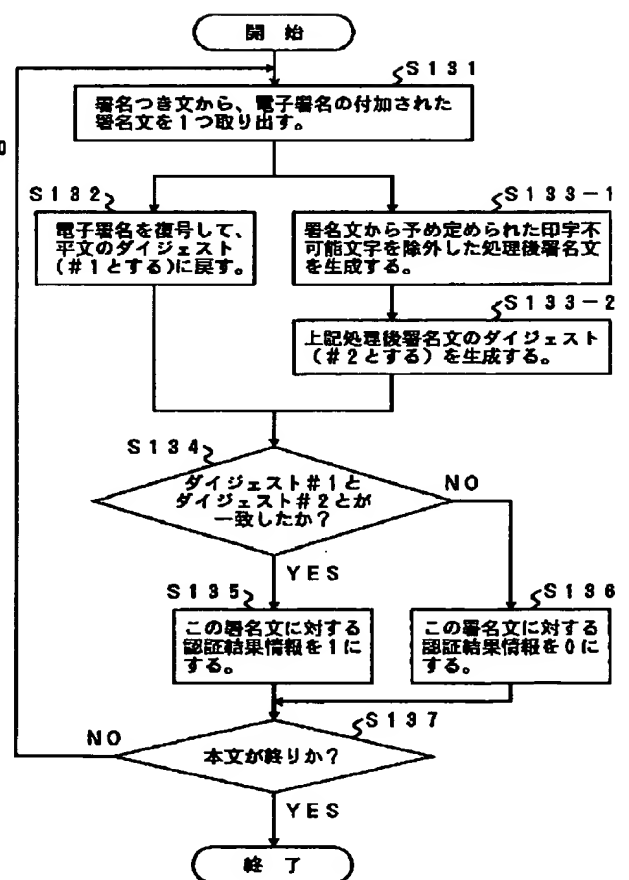 開 始
S131
署名つき文から、電子署名の付加された
署名文を1つ取り出す。
S132
電子署名を復号して、
平文のダイジェスト
(#1とする)に戻す。
S133-1
署名文から予め定められた印字不
可能文字を除外した処理後署名文
を生成する。
S133-2
上記処理後署名文のダイジェスト
(#2とする)を生成する。
S134
ダイジェスト#1と
ダイジェスト#2とが
一致したか?
NO
YES
S135
この署名文に対する
認証結果情報を1に
する。
S136
この署名文に対する
認証結果情報を0に
する。
S137
NO
本文が終りか?
YES
終 了